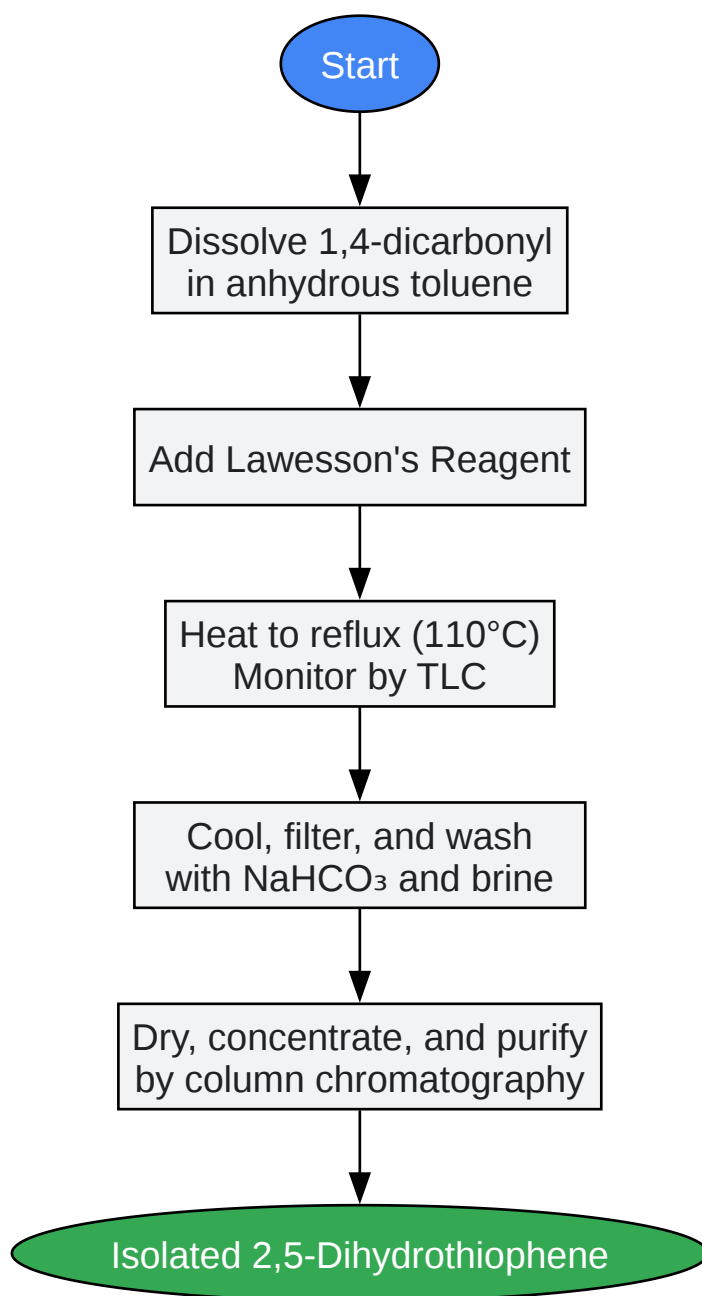 Start
Dissolve 1,4-dicarbonyl
in anhydrous toluene
Add Lawesson's Reagent
Heat to reflux (110°C)
Monitor by TLC
Cool, filter, and wash
with NaHCO₃ and brine
Dry, concentrate, and purify
by column chromatography
Isolated 2,5-Dihydrothiophene